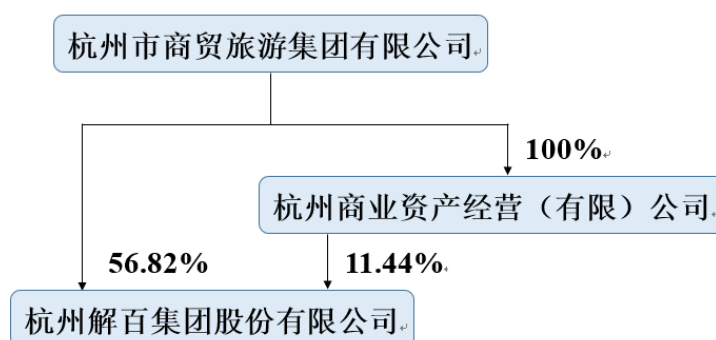 杭州市商贸旅游集团有限公司
100%
杭州商业资产经营（有限）公司
56.82%
11.44%
杭州解百集团股份有限公司